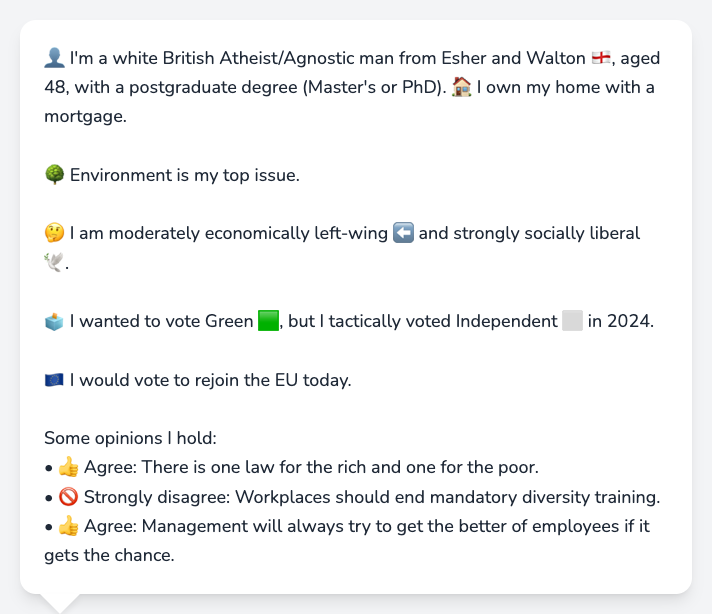 👤 I'm a white British Atheist/Agnostic man from Esher and Walton 🏴󠁧󠁢󠁥󠁮󠁧󠁿, aged
48, with a postgraduate degree (Master's or PhD). 🏠 I own my home with a
mortgage.
🌳 Environment is my top issue.
🤔 I am moderately economically left-wing ⬅️ and strongly socially liberal
🕊️.
🗳️ I wanted to vote Green 🟩, but I tactically voted Independent ⬜ in 2024.
🇪🇺 I would vote to rejoin the EU today.
Some opinions I hold:
• 👍 Agree: There is one law for the rich and one for the poor.
• 🚫 Strongly disagree: Workplaces should end mandatory diversity training.
• 👍 Agree: Management will always try to get the better of employees if it
gets the chance.